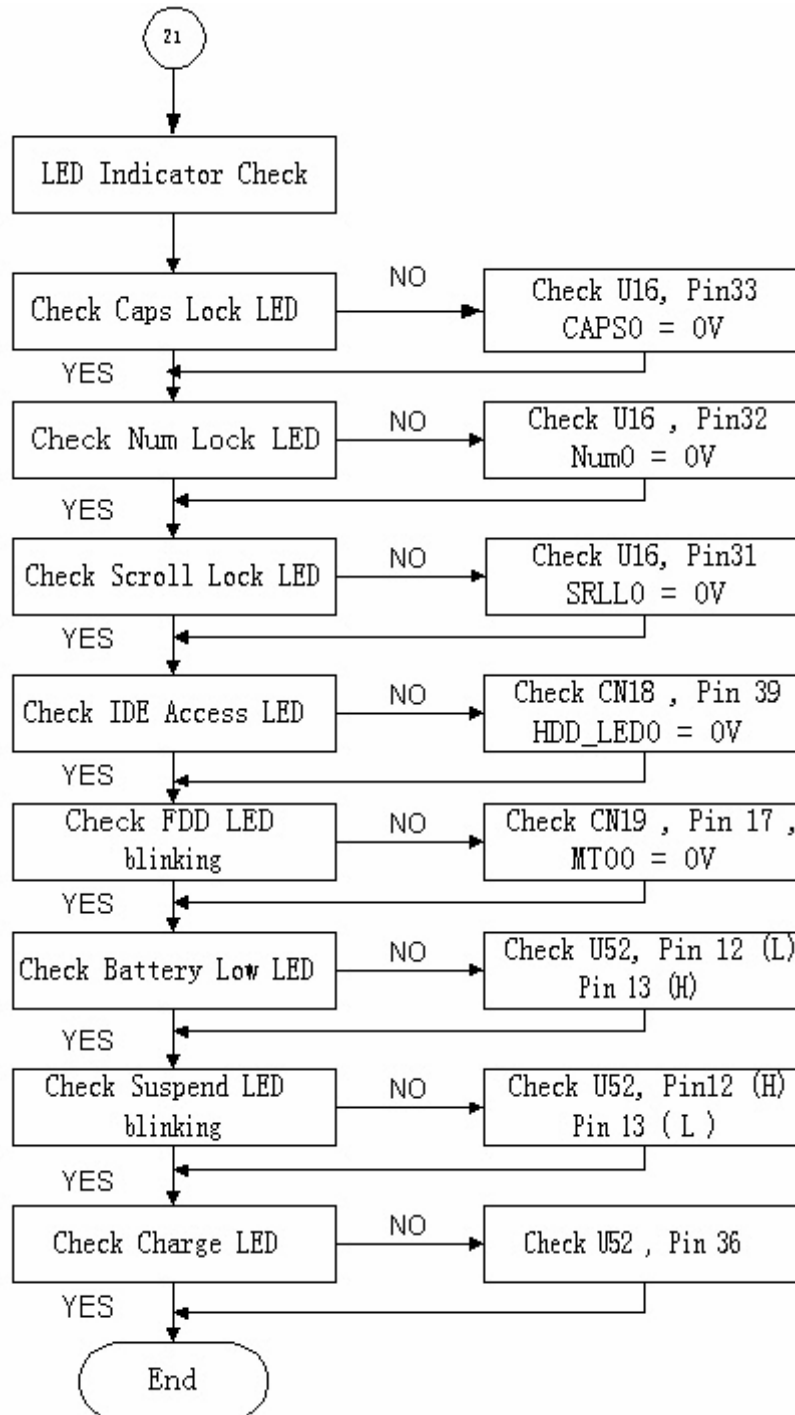 21
LED Indicator Check
Check Caps Lock LED
NO
Check U16, Pin33
CAPS0 = 0V
YES
Check Num Lock LED
NO
Check U16 , Pin32
Num0 = 0V
YES
Check Scroll Lock LED
NO
Check U16, Pin31
SRLL0 = 0V
YES
Check IDE Access LED
NO
Check CN18 , Pin 39
HDD_LED0 = 0V
YES
Check FDD LED
blinking
NO
Check CN19 , Pin 17 ,
MT00 = 0V
YES
Check Battery Low LED
NO
Check U52, Pin 12 (L)
Pin 13 (H)
YES
Check Suspend LED
blinking
NO
Check U52, Pin12 (H)
Pin 13 ( L )
YES
Check Charge LED
NO
Check U52 , Pin 36
YES
End